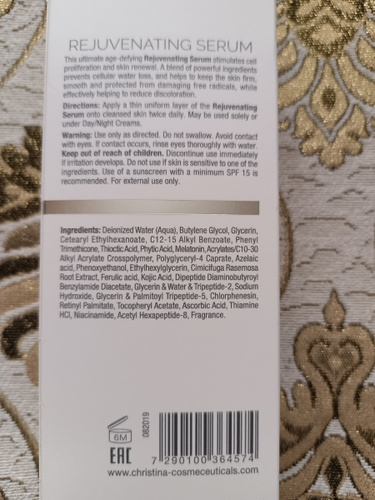 REJUVENATING SERUM
This ultimate age-defying Rejuvenating Serum stimulates cell
proliferation and skin renewal. A blend of powerful ingredients
prevents cellular water loss, and helps to keep the skin firm,
smooth and protected from damaging free radicals, while
effectively helping to reduce discoloration.
Directions: Apply a thin uniform layer of the Rejuvenating
Serum onto cleansed skin twice daily. May be used solely or
under Day/Night Creams.
Warning: Use only as directed. Do not swallow. Avoid contact
with eyes. If contact occurs, rinse eyes thoroughly with water.
Keep out of reach of children. Discontinue use immediately
if irritation develops. Do not use if skin is sensitive to one of the
ingredients. Use of a sunscreen with a minimum SPF 15 is
recommended. For external use only.
Ingredients: Deionized Water (Aqua), Butylene Glycol, Glycerin,
Cetearyl Ethylhexanoate, C12-15 Alkyl Benzoate, Phenyl
Trimethicone, Thioctic Acid, Phytic Acid, Melatonin, Acrylates/C10-30
Alkyl Acrylate Crosspolymer, Polyglyceryl-4 Caprate, Azelaic
acid, Phenoxyethanol, Ethylhexylglycerin, Cimicifuga Rasemosa
Root Extract, Ferulic acid, Kojic Acid, Dipeptide Diaminobutyroyl
Benzylamide Diacetate, Glycerin & Water & Tripeptide-2, Sodium
Hydroxide, Glycerin & Palmitoyl Tripeptide-5, Chlorphenesin,
Retinyl Palmitate, Tocopheryl Acetate, Ascorbic Acid, Thiamine
HCl, Niacinamide, Acetyl Hexapeptide-8, Fragrance.
6M
EAC
082019
7 290100 364574
www.christina-cosmeceuticals.com